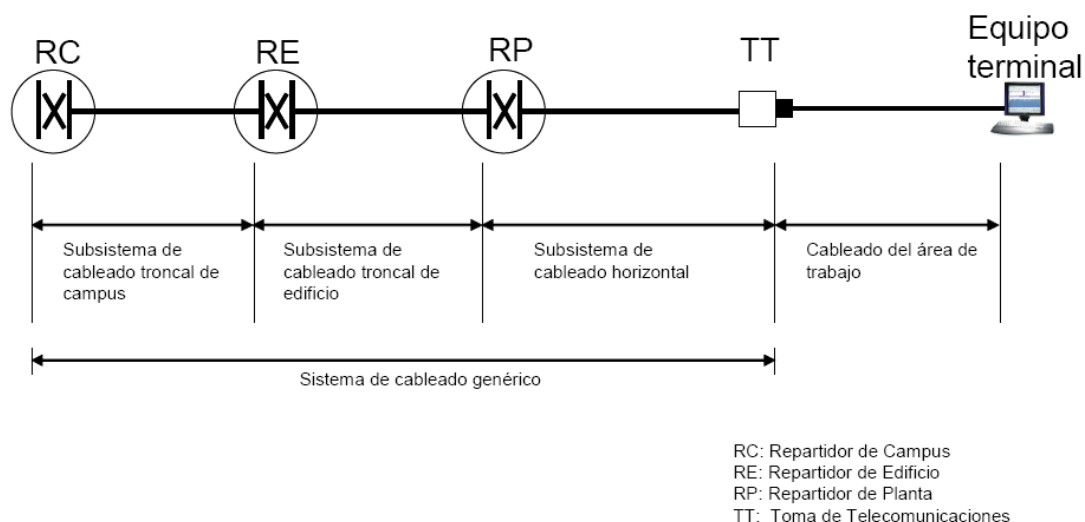 RC
RE
RP
TT
Equipo
terminal
Subsistema de
cableado troncal de
campus
Subsistema de
cableado troncal de
edificio
Subsistema de
cableado horizontal
Cableado del área de
trabajo
Sistema de cableado genérico
RC: Repartidor de Campus
RE: Repartidor de Edificio
RP: Repartidor de Planta
TT: Toma de Telecomunicaciones